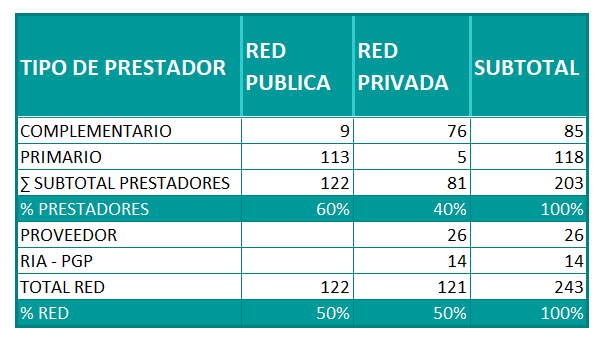 TIPO DE PRESTADOR RED PUBLICA RED PRIVADA SUBTOTAL
COMPLEMENTARIO 9 76 85
PRIMARIO 113 5 118
∑ SUBTOTAL PRESTADORES 122 81 203
% PRESTADORES 60% 40% 100%
PROVEEDOR 26 26
RIA - PGP 14 14
TOTAL RED 122 121 243
% RED 50% 50% 100%